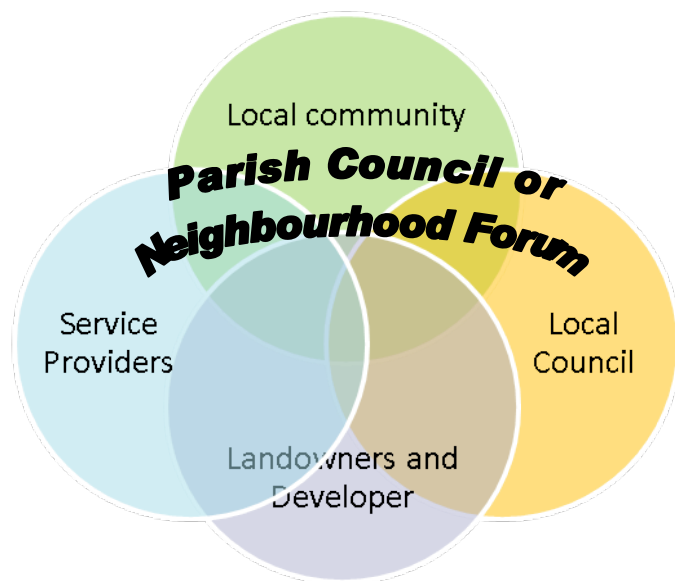 Local community
Parish Council or
Neighbourhood Forum
Service
Providers
Local
Council
Landowners and
Developer